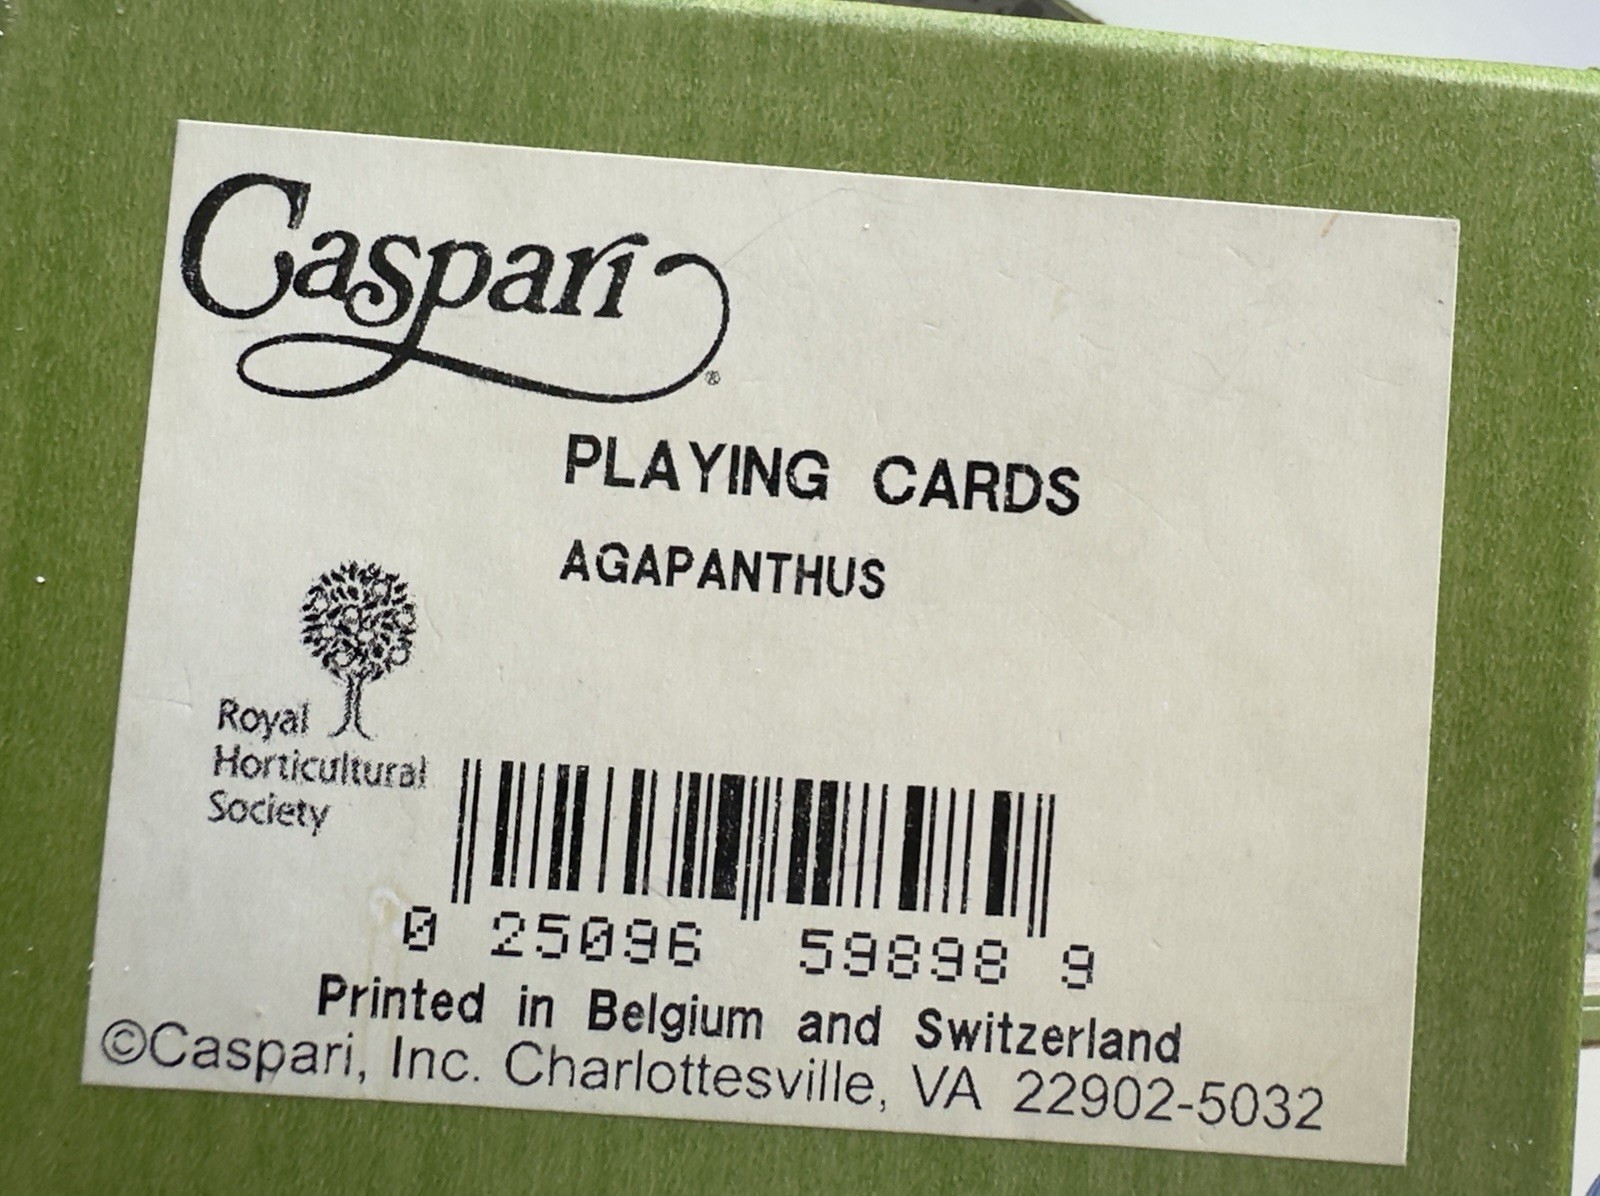 Caspari®
PLAYING CARDS
AGAPANTHUS
Royal
Horticultural
Society
0 25096 59898 9
Printed in Belgium and Switzerland
©Caspari, Inc. Charlottesville, VA 22902-5032